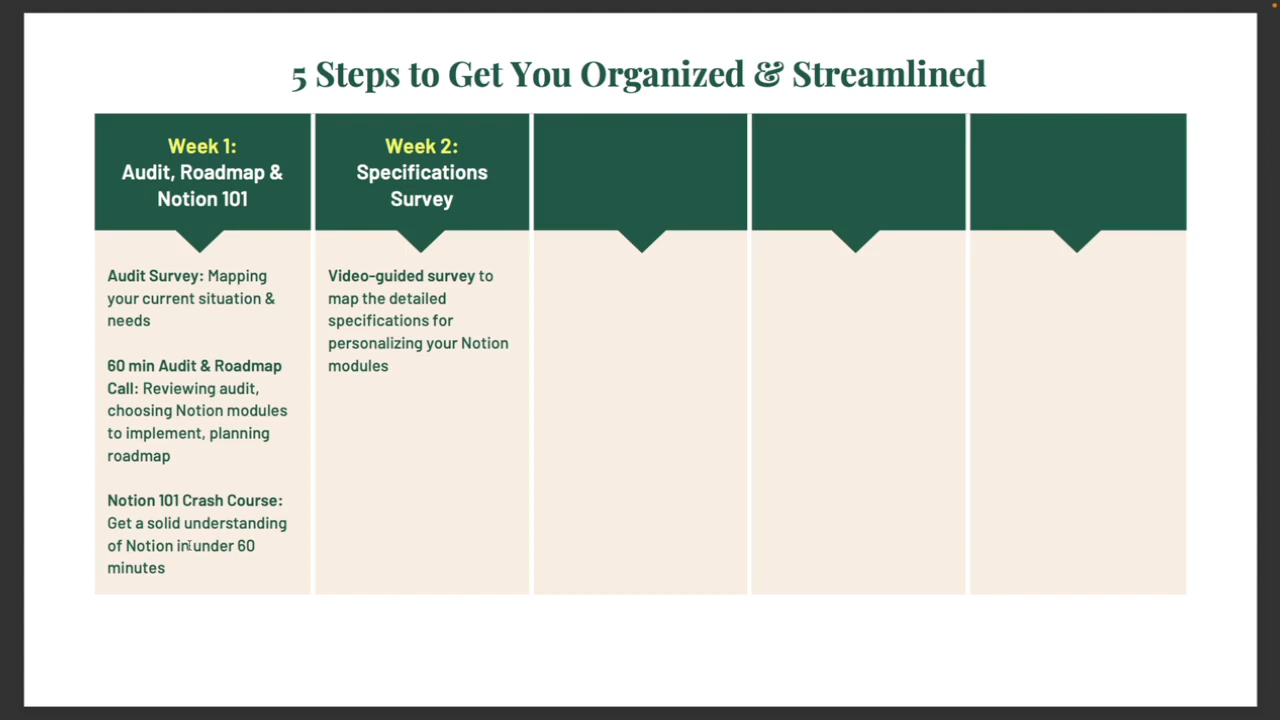 5 Steps to Get You Organized & Streamlined
Week 1:
Audit, Roadmap &
Notion 101
Audit Survey: Mapping
your current situation &
needs
60 min Audit & Roadmap
Call: Reviewing audit,
choosing Notion modules
to implement, planning
roadmap
Notion 101 Crash Course:
Get a solid understanding
of Notion in under 60
minutes
Week 2:
Specifications
Survey
Video-guided survey to
map the detailed
specifications for
personalizing your Notion
modules